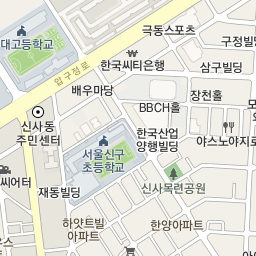 극동스포츠
대고등학교
구정빌딩
압구정로
한국씨티은행
삼구빌딩
배우마당
장천홀
BBCH홀
신사동
주민센터
한국산업
양행빌딩
야스노야지로
서울신구
초등학교
씨어터
재동빌딩
신사목련공원
하얏트빌
아파트
한양아파트